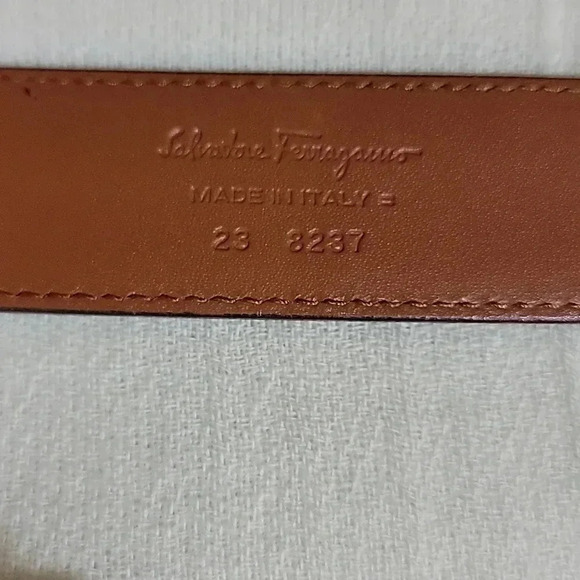 Salvatore Ferragamo
MADE IN ITALY =
23 8237